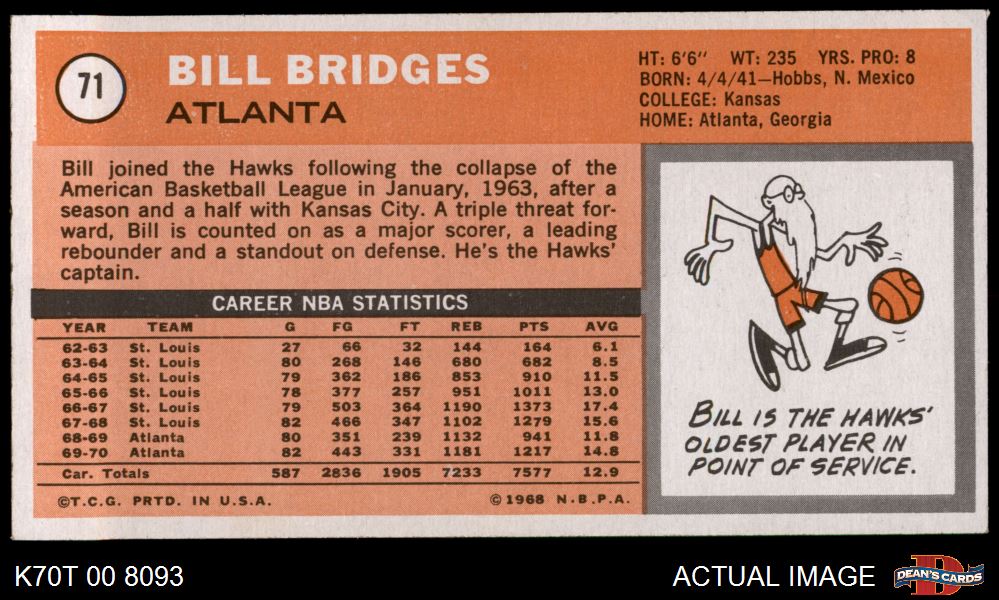 71
BILL BRIDGES
ATLANTA
HT: 6'6" WT: 235 YRS. PRO: 8
BORN: 4/4/41—Hobbs, N. Mexico
COLLEGE: Kansas
HOME: Atlanta, Georgia
Bill joined the Hawks following the collapse of the
American Basketball League in January, 1963, after a
season and a half with Kansas City. A triple threat for-
ward, Bill is counted on as a major scorer, a leading
rebounder and a standout on defense. He's the Hawks'
captain.
CAREER NBA STATISTICS
YEAR TEAM G FG FT REB PTS AVG
62-63 St. Louis 27 66 32 144 164 6.1
63-64 St. Louis 80 268 146 680 682 8.5
64-65 St. Louis 79 362 186 853 910 11.5
65-66 St. Louis 78 377 257 951 1011 13.0
66-67 St. Louis 79 503 364 1190 1373 17.4
67-68 St. Louis 82 466 347 1102 1279 15.6
68-69 Atlanta 80 351 239 1132 941 11.8
69-70 Atlanta 82 443 331 1181 1217 14.8
Car. Totals 587 2836 1905 7233 7577 12.9
©T.C.G. PRTD. IN U.S.A. ©1968 N.B.P.A.
BILL IS THE HAWKS'
OLDEST PLAYER IN
POINT OF SERVICE.
K70T 00 8093
ACTUAL IMAGE
D
DEAN'S CARDS